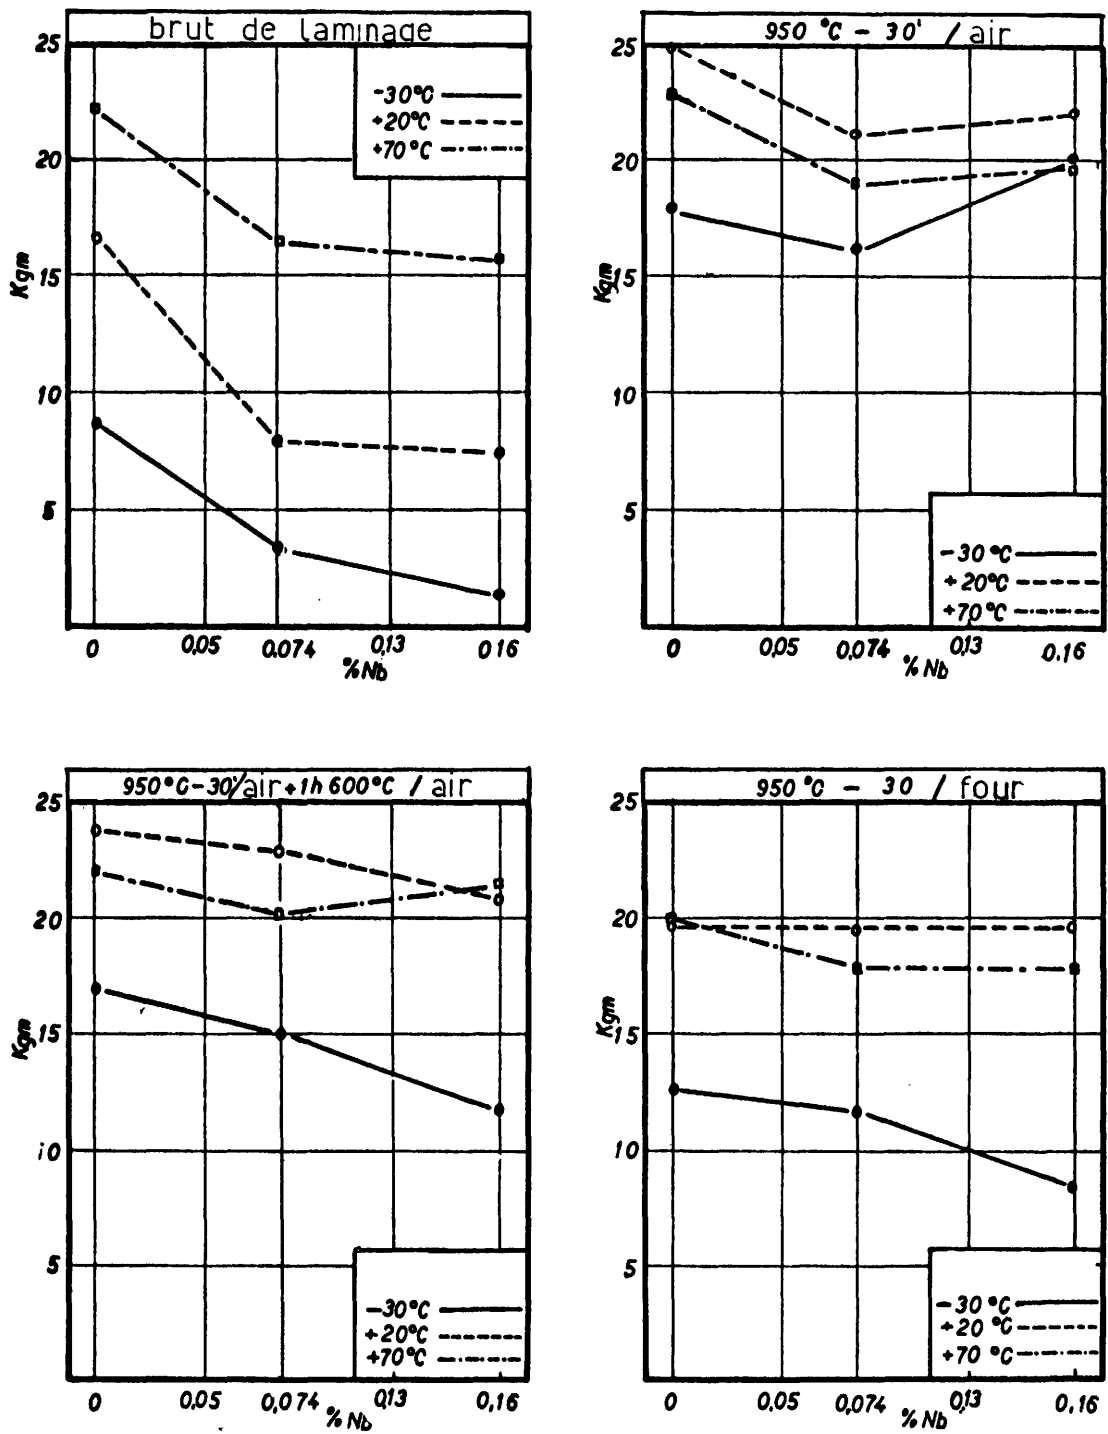 brut de laminage
25
20
15
10
5
Kgm
-30°C
+20°C
+70°C
0 0,05 0,074 0,13 0.16
% Nb
950 °C - 30' / air
25
20
15
10
5
Kgm
-30 °C
+20°C
+70°C
0 0,05 0,074 0,13 0.16
% Nb
950°C-30'/air+1h 600°C / air
25
20
15
10
5
Kgm
-30°C
+20°C
+70°C
0 0,05 0,074 0,13 0,16
% Nb
950 °C - 30 / four
25
20
15
10
5
Kgm
-30 °C
+20 °C
+70 °C
0 0,05 0,074 0,13 0,16
% Nb